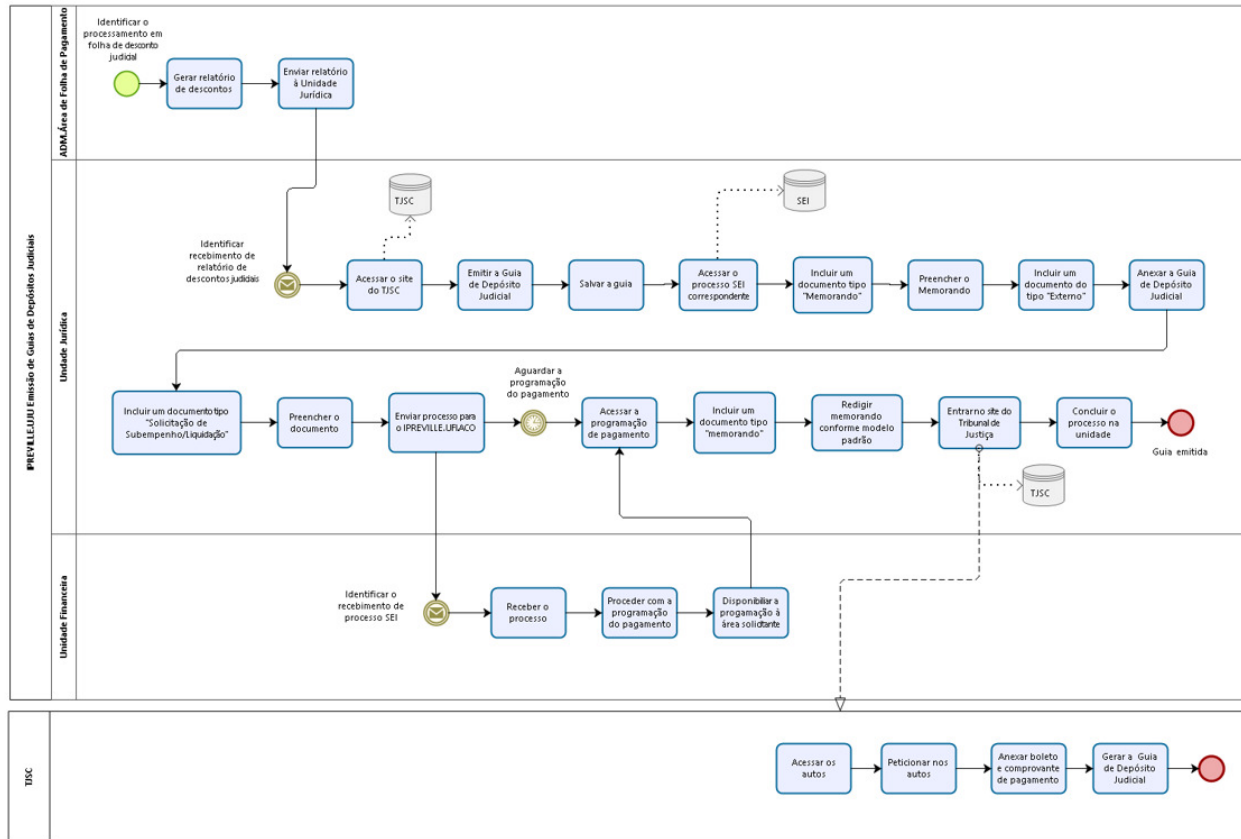 IPREVILLE.UJU Emissão de Guias de Depósitos Judiciais
ADM.Área de Folha de Pagamento
Identificar o
processamento em
folha de desconto
judicial
Gerar relatório
de descontos
Enviar relatório
à Unidade
Jurídica
Undade Jurídica
Identificar
recebimento de
relatório de
descontos judiciais
TJSC
Acessar o site
do TJSC
Emitir a Guia
de Depósito
Judicial
Salvar a guia
SEI
Acessar o
processo SEI
correspondente
Incluir um
documento tipo
"Memorando"
Preencher o
Memorando
Incluir um
documento do
tipo "Externo"
Anexar a Guia
de Depósito
Judicial
Incluir um documento tipo
"Solicitação de
Subempenho/Liquidação"
Preencher o
documento
Enviar processo para
o IPREVILLE.UFI.ACO
Aguardar a
programação
do pagamento
Acessar a
programação
de pagamento
Incluir um
documento tipo
"memorando"
Redigir
memorando
conforme modelo
padrão
Entrar no site do
Tribunal de
Justiça
TJSC
Concluir o
processo na
unidade
Guia emitida
Unidade Financeira
Identificar o
recebimento de
processo SEI
Receber o
processo
Proceder com a
programação
do pagamento
Disponibiliar a
progamação à
área solicitante
TJSC
Acessar os
autos
Peticionar nos
autos
Anexar boleto
e comprovante
de pagamento
Gerar a Guia
de Depósito
Judicial